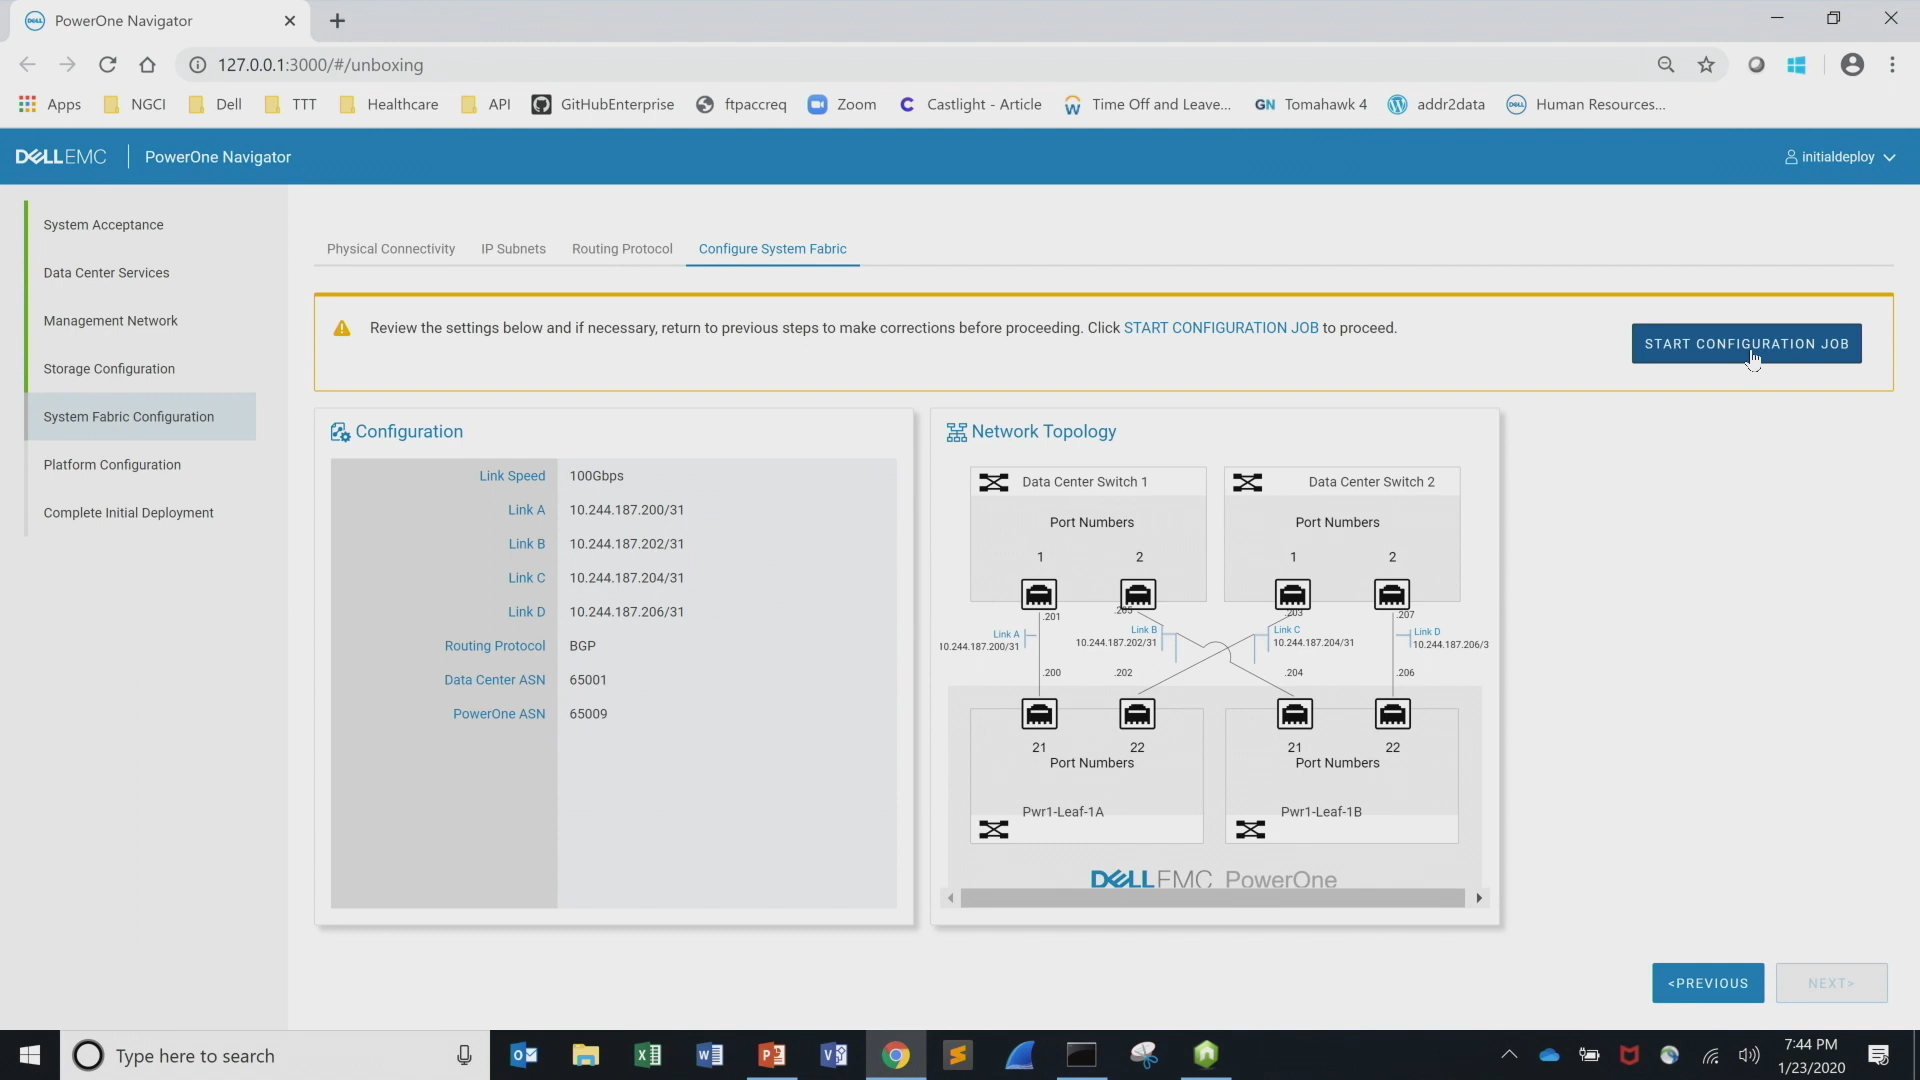 PowerOne Navigator
127.0.0.1:3000/#/unboxing
Apps NGCI Dell TTT Healthcare API GitHubEnterprise ftpaccreq Zoom Castlight - Article Time Off and Leave... GN Tomahawk 4 addr2data Human Resources...
DELLEMC PowerOne Navigator initialdeploy
System Acceptance
Data Center Services
Management Network
Storage Configuration
System Fabric Configuration
Platform Configuration
Complete Initial Deployment
Physical Connectivity IP Subnets Routing Protocol Configure System Fabric
Review the settings below and if necessary, return to previous steps to make corrections before proceeding. Click START CONFIGURATION JOB to proceed.
START CONFIGURATION JOB
Configuration
Link Speed 100Gbps
Link A 10.244.187.200/31
Link B 10.244.187.202/31
Link C 10.244.187.204/31
Link D 10.244.187.206/31
Routing Protocol BGP
Data Center ASN 65001
PowerOne ASN 65009
Network Topology
Data Center Switch 1 Data Center Switch 2
Port Numbers Port Numbers
1 2 1 2
.201 .205 .203 .207
Link A Link B Link C Link D
10.244.187.200/31 10.244.187.202/31 10.244.187.204/31 10.244.187.206/3
.200 .202 .204 .206
21 22 21 22
Port Numbers Port Numbers
Pwr1-Leaf-1A Pwr1-Leaf-1B
DELLEMC PowerOne
<PREVIOUS NEXT>
Type here to search
7:44 PM
1/23/2020